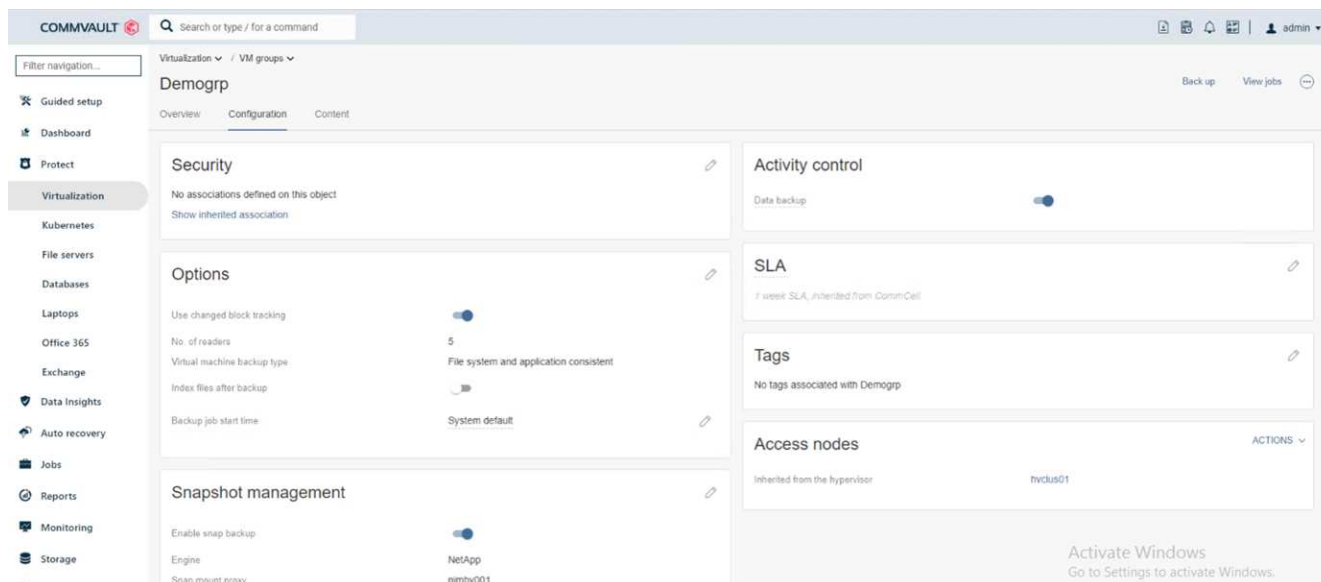 COMMVAULT
Search or type / for a command
admin
Filter navigation...
Guided setup
Dashboard
Protect
Virtualization
Kubernetes
File servers
Databases
Laptops
Office 365
Exchange
Data Insights
Auto recovery
Jobs
Reports
Monitoring
Storage
Virtualization / VM groups
Demogrp
Back up View jobs
Overview Configuration Content
Security
No associations defined on this object
Show inherited association
Options
Use changed block tracking
No. of readers 5
Virtual machine backup type File system and application consistent
Index files after backup
Backup job start time System default
Snapshot management
Enable snap backup
Engine NetApp
Snap mount proxy
Activity control
Data backup
SLA
1 week SLA, inherited from CommCell
Tags
No tags associated with Demogrp
Access nodes ACTIONS
Inherited from the hypervisor hvclus01
Activate Windows
Go to Settings to activate Windows.